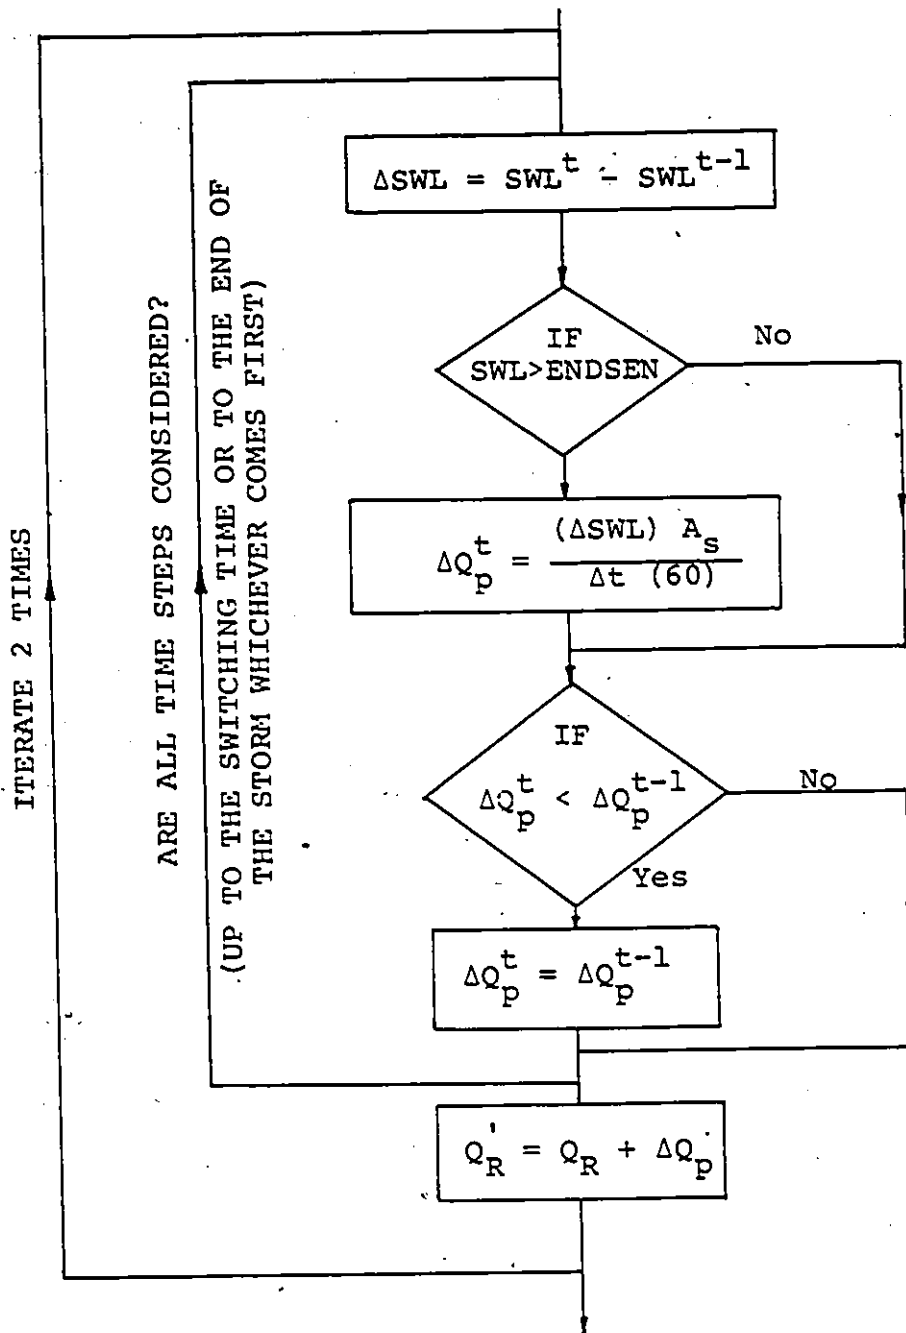 ITERATE 2 TIMES
ARE ALL TIME STEPS CONSIDERED?
(UP TO THE SWITCHING TIME OR TO THE END OF
THE STORM WHICHEVER COMES FIRST)
ΔSWL = SWL^t - SWL^{t-1}
IF
SWL>ENDSEN
No
ΔQ_p^t = (ΔSWL) A_s / Δt (60)
IF
ΔQ_p^t < ΔQ_p^{t-1}
No
Yes
ΔQ_p^t = ΔQ_p^{t-1}
Q_R' = Q_R + ΔQ_p